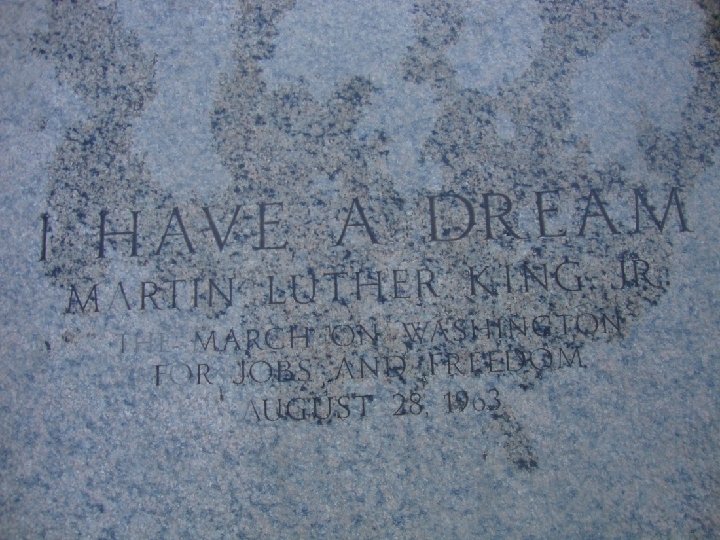 I HAVE A DREAM
MARTIN LUTHER KING JR.
THE MARCH ON WASHINGTON
FOR JOBS AND FREEDOM
AUGUST 28, 1963